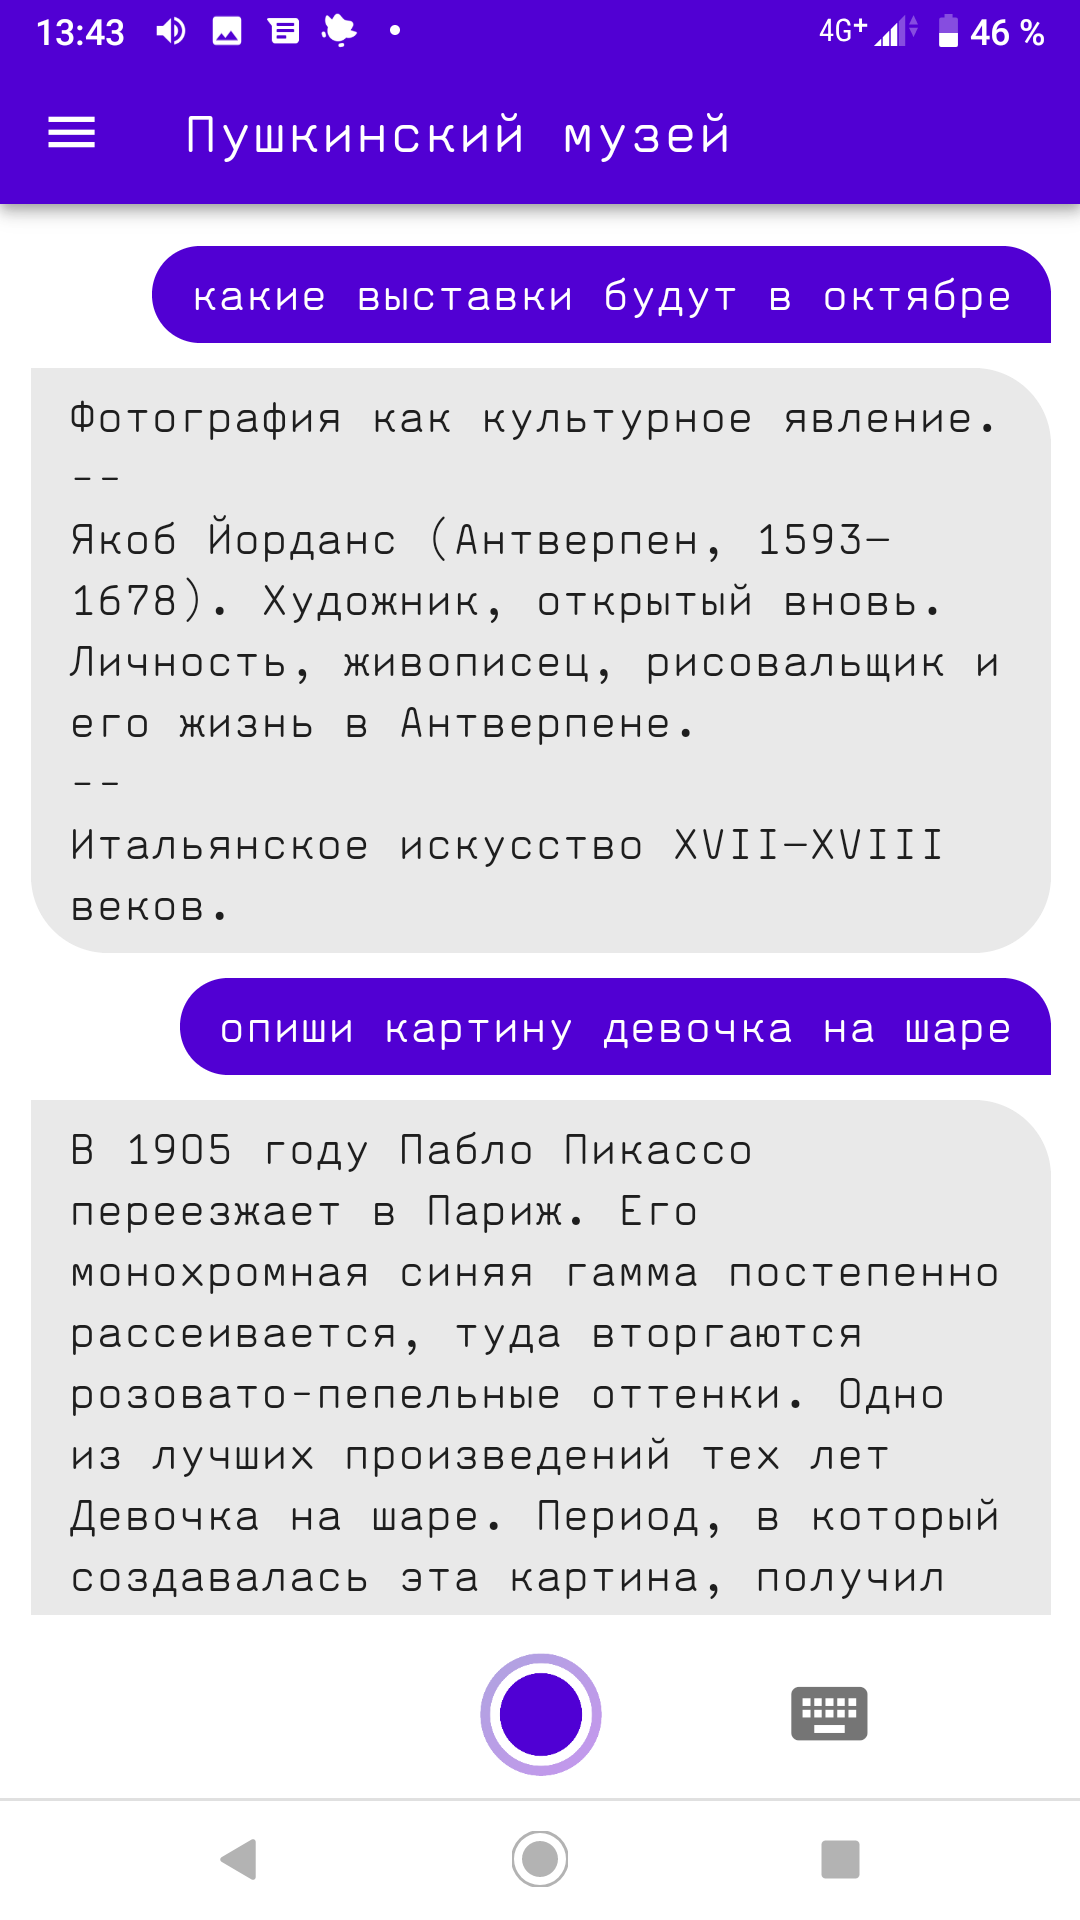 13:43 4G+ 46 %
Пушкинский музей
какие выставки будут в октябре
Фотография как культурное явление.
--
Якоб Йорданс (Антверпен, 1593–
1678). Художник, открытый вновь.
Личность, живописец, рисовальщик и
его жизнь в Антверпене.
--
Итальянское искусство XVII–XVIII
веков.
опиши картину девочка на шаре
В 1905 году Пабло Пикассо
переезжает в Париж. Его
монохромная синяя гамма постепенно
рассеивается, туда вторгаются
розовато-пепельные оттенки. Одно
из лучших произведений тех лет
Девочка на шаре. Период, в который
создавалась эта картина, получил